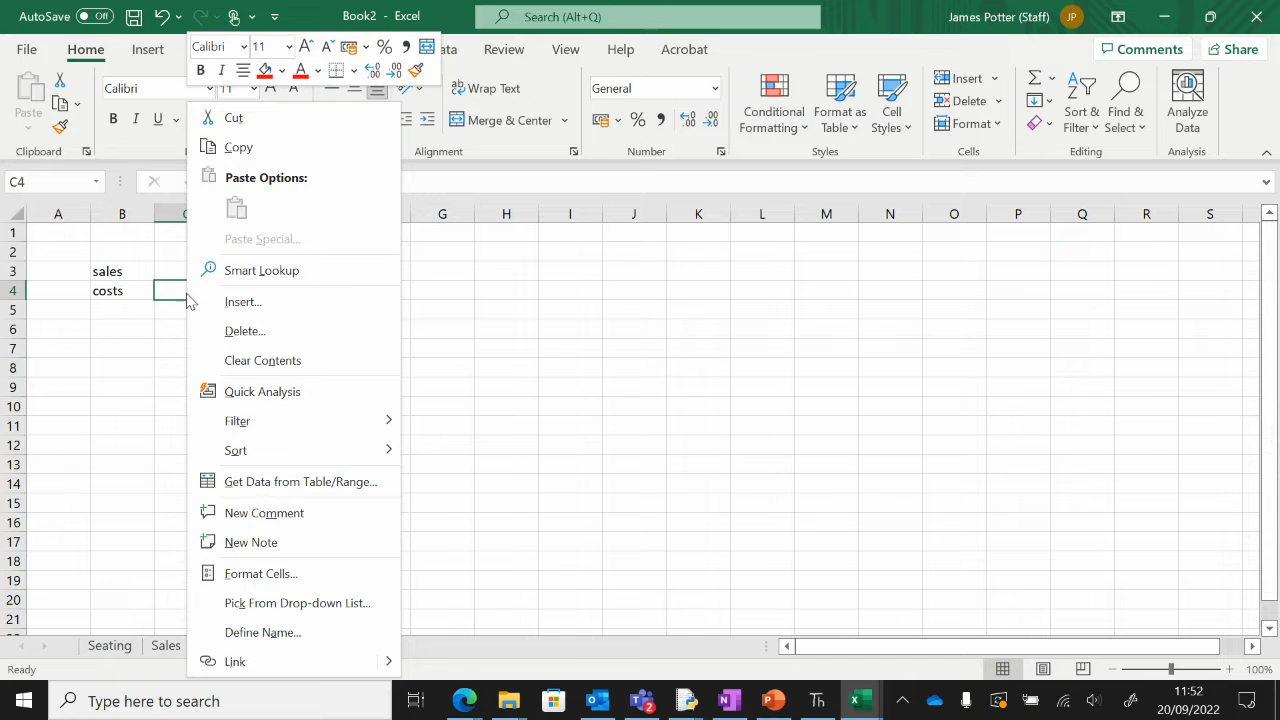 AutoSave Off Book2 - Excel Search (Alt+Q) James Potter (Staff) JP
File Home Insert Review View Help Acrobat Comments Share
Calibri 11 %
B I A
Calibri 11 Wrap Text General
Paste B I U Merge & Center % Conditional Formatting Format as Table Cell Styles Insert Delete Format Sort & Filter Find & Select Analyze Data
Clipboard Alignment Number Styles Cells Editing Analysis
C4
A B C G H I J K L M N O P Q R S
1
2
3 sales
4 costs
5
6
7
8
9
10
11
12
13
14
15
16
17
18
19
20
21
Cut
Copy
Paste Options:
Paste Special...
Smart Lookup
Insert...
Delete...
Clear Contents
Quick Analysis
Filter
Sort
Get Data from Table/Range...
New Comment
New Note
Format Cells...
Pick From Drop-down List...
Define Name...
Link
Seating Sales
Ready 100%
Type here to search 2 Th 11:52
20/09/2022